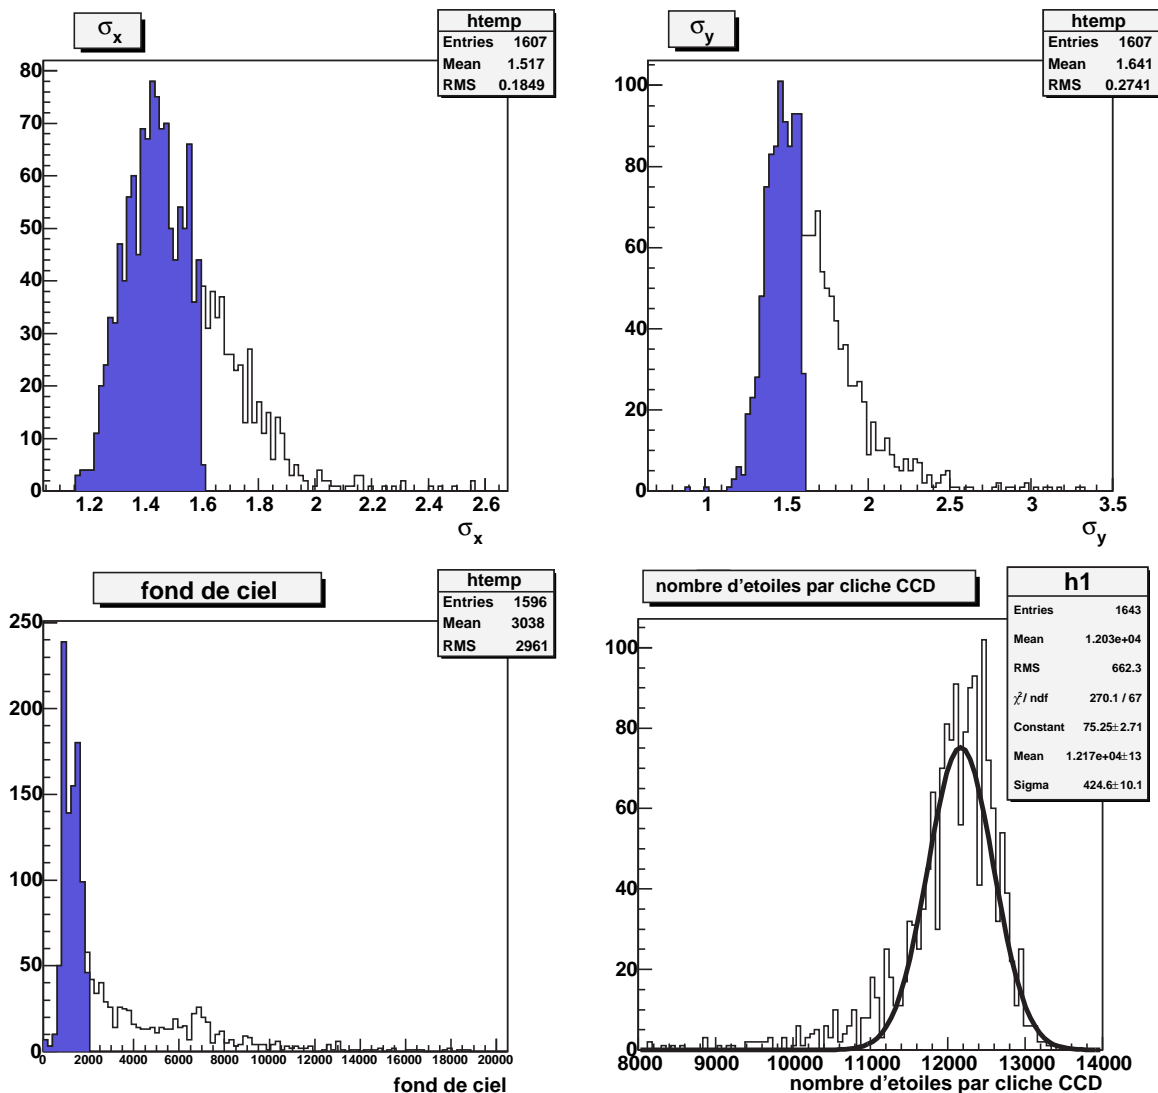 σx
htemp
Entries 1607
Mean 1.517
RMS 0.1849
80
70
60
50
40
30
20
10
0
1.2 1.4 1.6 1.8 2 2.2 2.4 2.6
σx
σy
htemp
Entries 1607
Mean 1.641
RMS 0.2741
100
80
60
40
20
0
1 1.5 2 2.5 3 3.5
σy
fond de ciel
htemp
Entries 1596
Mean 3038
RMS 2961
250
200
150
100
50
0
0 2000 4000 6000 8000 10000 12000 14000 16000 18000 20000
fond de ciel
nombre d'etoiles par cliche CCD
h1
Entries 1643
Mean 1.203e+04
RMS 662.3
χ²/ ndf 270.1 / 67
Constant 75.25±2.71
Mean 1.217e+04±13
Sigma 424.6±10.1
100
80
60
40
20
0
8000 9000 10000 11000 12000 13000 14000
nombre d'etoiles par cliche CCD